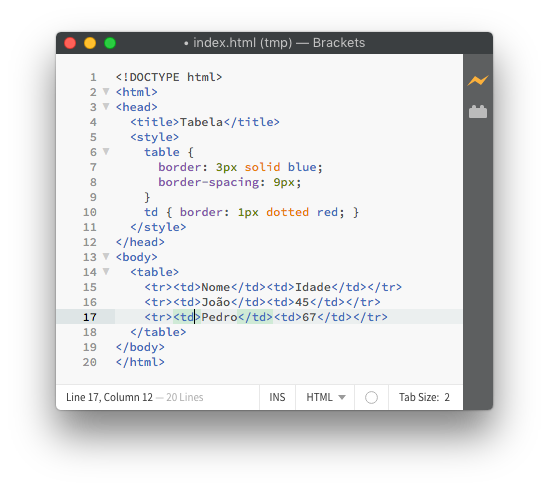 • index.html (tmp) — Brackets
1 <!DOCTYPE html>
2 <html>
3 <head>
4   <title>Tabela</title>
5   <style>
6     table {
7       border: 3px solid blue;
8       border-spacing: 9px;
9     }
10     td { border: 1px dotted red; }
11   </style>
12 </head>
13 <body>
14   <table>
15     <tr><td>Nome</td><td>Idade</td></tr>
16     <tr><td>João</td><td>45</td></tr>
17     <tr><td>Pedro</td><td>67</td></tr>
18   </table>
19 </body>
20 </html>
Line 17, Column 12 — 20 Lines INS HTML Tab Size: 2